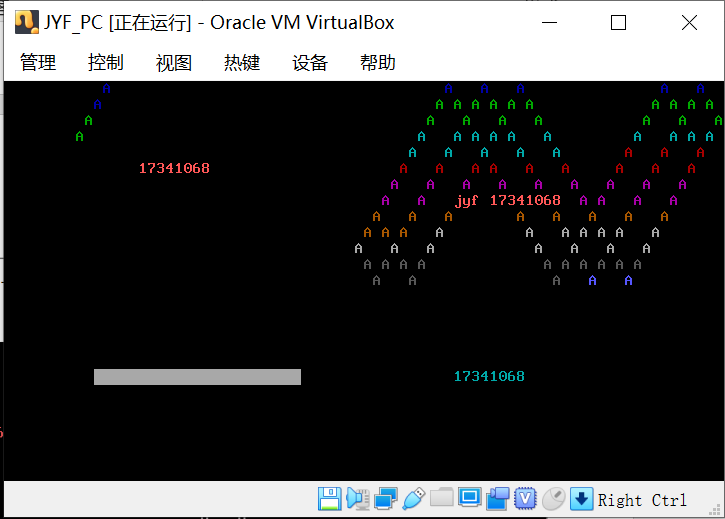 JYF_PC [正在运行] - Oracle VM VirtualBox
管理 控制 视图 热键 设备 帮助
A A A A A A
A A A A A A A A A A A
A A A A A A A A
A A A A A A A A A A A
A A A A A A A A
17341068 A A A A A A A A A
A A A A A A A A A
A A jyf 17341068 A A A A
A A A A A A A A
A A A A A A A A A A
A A A A A A A
A A A A A A A A A A
A A A A A
17341068
Right Ctrl